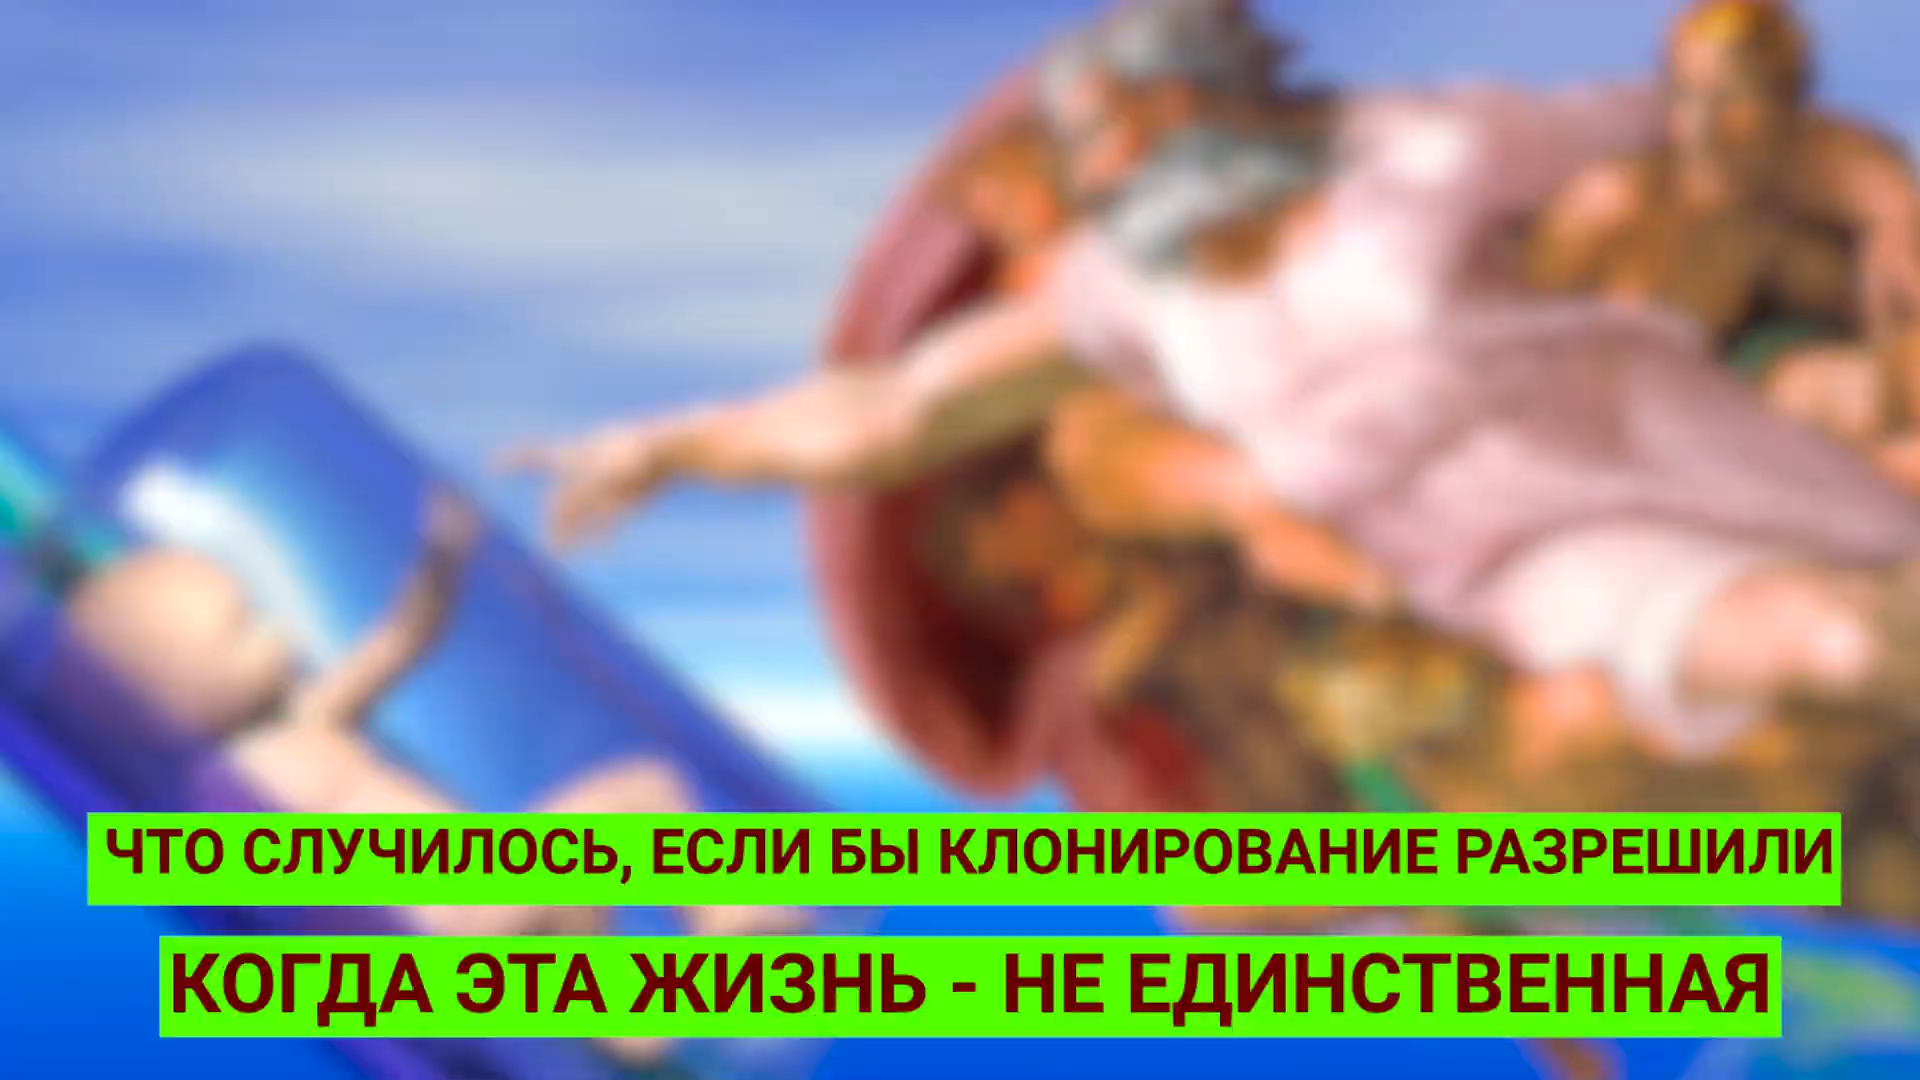 ЧТО СЛУЧИЛОСЬ, ЕСЛИ БЫ КЛОНИРОВАНИЕ РАЗРЕШИЛИ
КОГДА ЭТА ЖИЗНЬ - НЕ ЕДИНСТВЕННАЯ